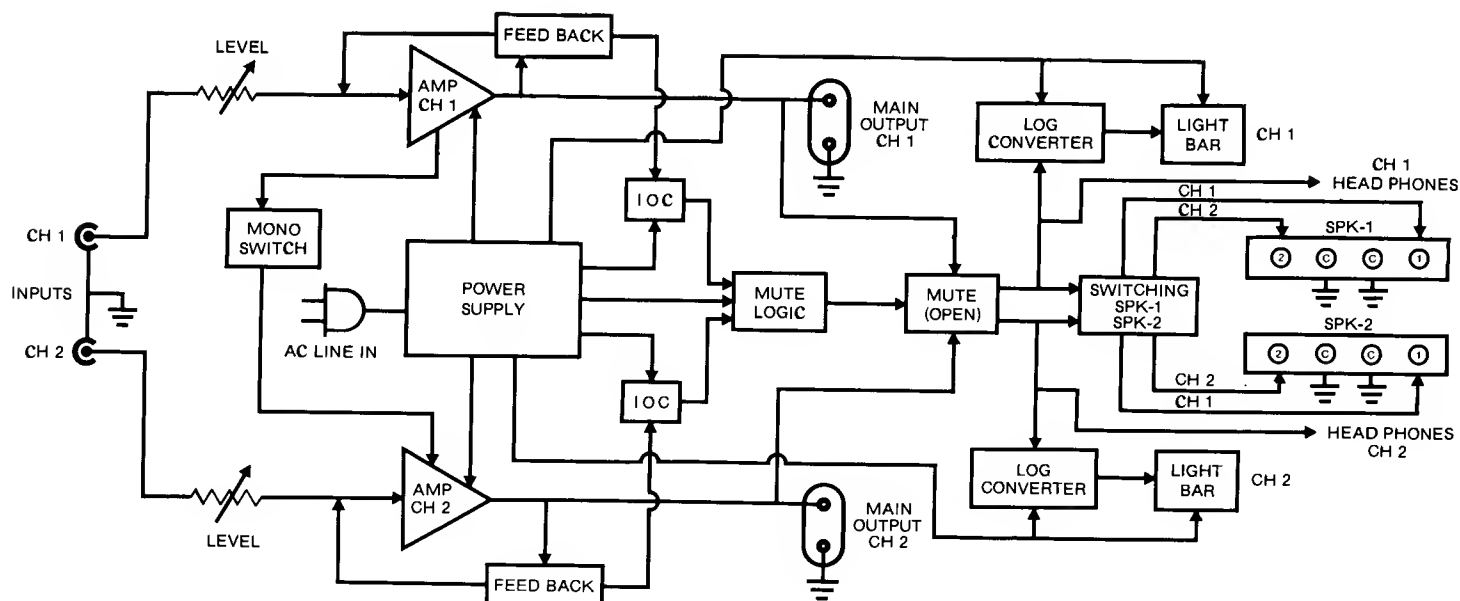 FEED BACK
LEVEL
AMP
CH 1
MAIN
OUTPUT
CH 1
LOG
CONVERTER
LIGHT
BAR
CH 1
CH 1
HEAD PHONES
IOC
CH 1
CH 2
MONO
SWITCH
CH 1
SPK-1
2
C
C
1
INPUTS
POWER
SUPPLY
MUTE
LOGIC
MUTE
(OPEN)
SWITCHING
SPK-1
SPK-2
SPK-2
2
C
C
1
CH 2
AC LINE IN
IOC
CH 2
CH 1
HEAD PHONES
CH 2
AMP
CH 2
LOG
CONVERTER
LIGHT
BAR
CH 2
LEVEL
MAIN
OUTPUT
CH 2
FEED BACK